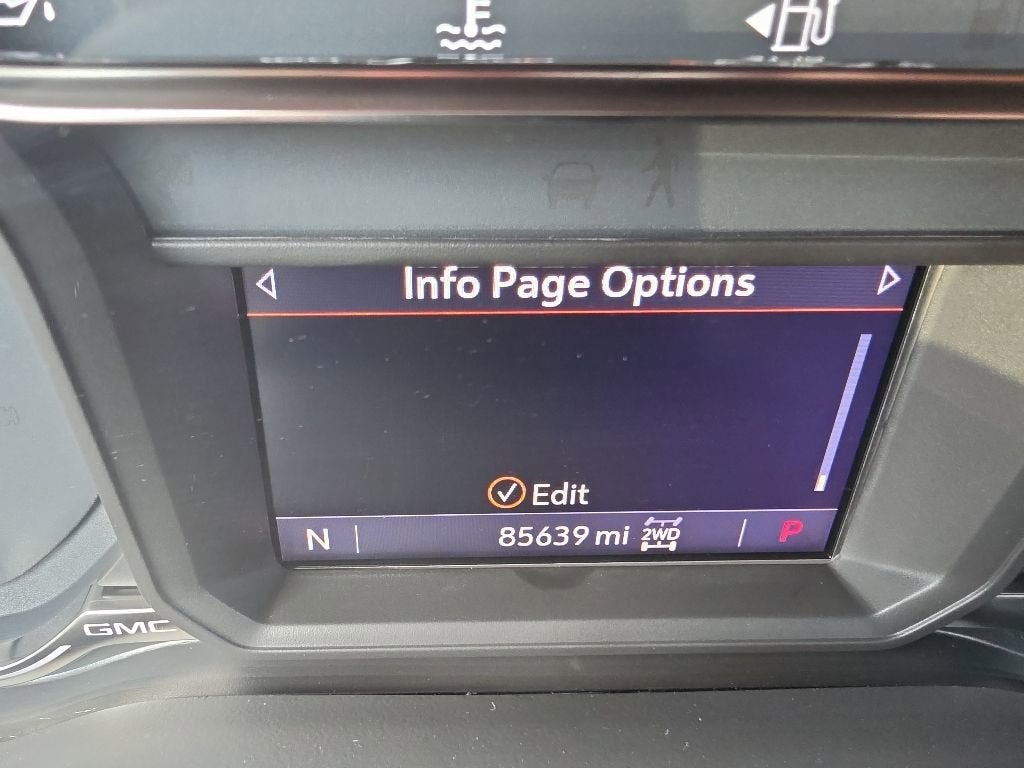 Info Page Options
Edit
N
85639 mi
2WD
P
GMC